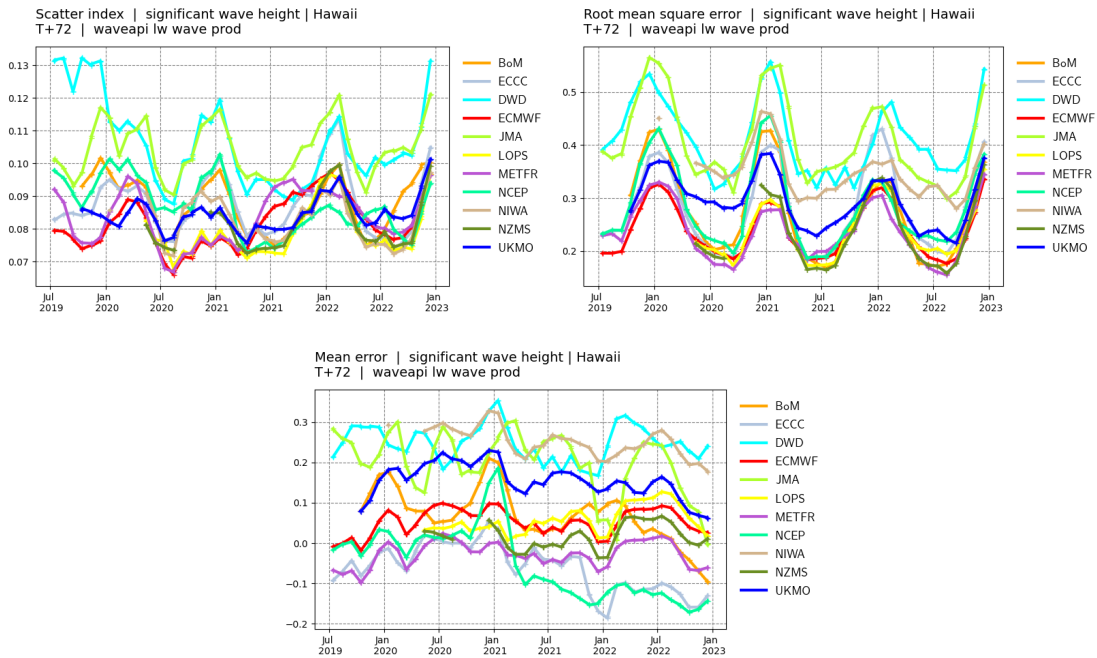 Scatter index | significant wave height | Hawaii
T+72 | waveapi lw wave prod
0.13
0.12
0.11
0.10
0.09
0.08
0.07
Jul 2019
Jan 2020
Jul 2020
Jan 2021
Jul 2021
Jan 2022
Jul 2022
Jan 2023
BoM
ECCC
DWD
ECMWF
JMA
LOPS
METFR
NCEP
NIWA
NZMS
UKMO
Root mean square error | significant wave height | Hawaii
T+72 | waveapi lw wave prod
0.5
0.4
0.3
0.2
Jul 2019
Jan 2020
Jul 2020
Jan 2021
Jul 2021
Jan 2022
Jul 2022
Jan 2023
BoM
ECCC
DWD
ECMWF
JMA
LOPS
METFR
NCEP
NIWA
NZMS
UKMO
Mean error | significant wave height | Hawaii
T+72 | waveapi lw wave prod
0.3
0.2
0.1
0.0
−0.1
−0.2
Jul 2019
Jan 2020
Jul 2020
Jan 2021
Jul 2021
Jan 2022
Jul 2022
Jan 2023
BoM
ECCC
DWD
ECMWF
JMA
LOPS
METFR
NCEP
NIWA
NZMS
UKMO